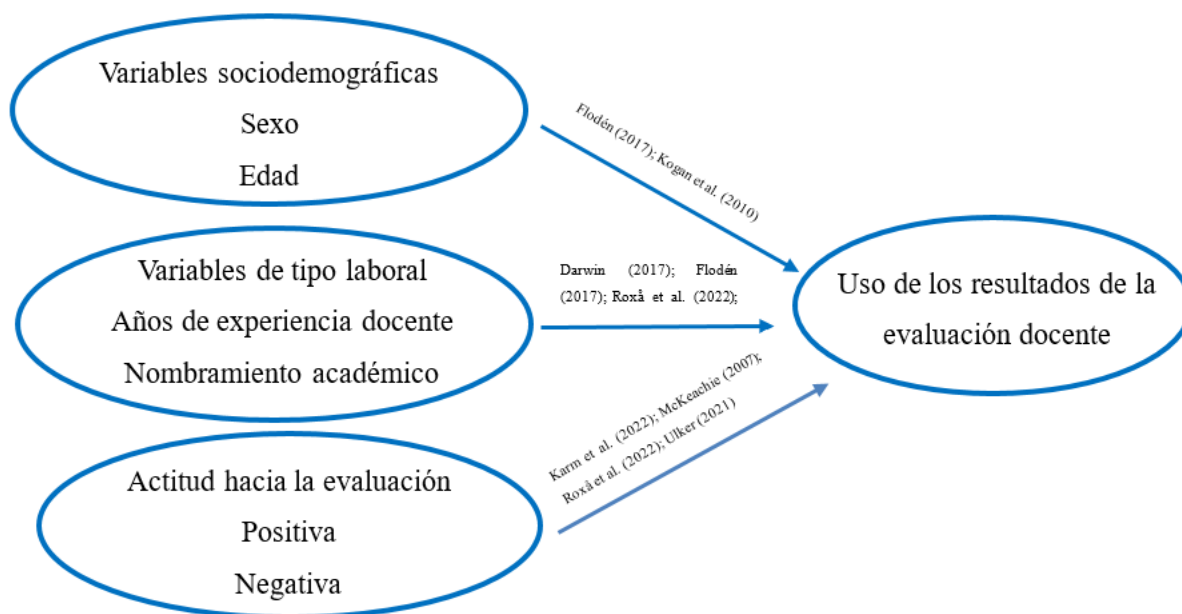 Variables sociodemográficas
Sexo
Edad
Flodén (2017); Kogan et al. (2010)
Variables de tipo laboral
Años de experiencia docente
Nombramiento académico
Darwin (2017); Flodén
(2017); Roxå et al. (2022);
Actitud hacia la evaluación
Positiva
Negativa
Karm et al. (2022); McKeachie (2007);
Roxå et al. (2022); Ulker (2021)
Uso de los resultados de la
evaluación docente